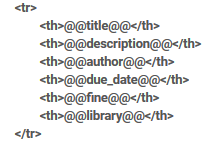 <tr>
<th>@@title@@</th>
<th>@@description@@</th>
<th>@@author@@</th>
<th>@@due_date@@</th>
<th>@@fine@@</th>
<th>@@library@@</th>
</tr>